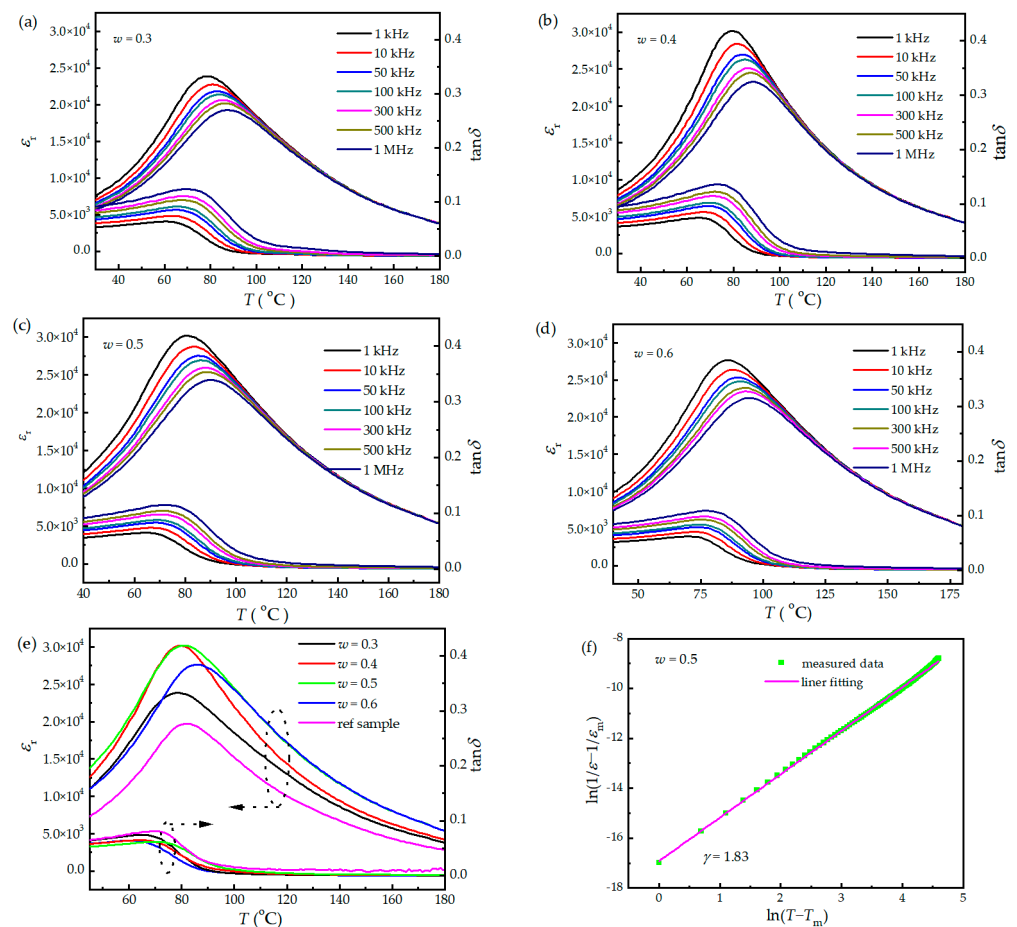 (a)
w = 0.3
1 kHz
10 kHz
50 kHz
100 kHz
300 kHz
500 kHz
1 MHz
3.0×10⁴
2.5×10⁴
2.0×10⁴
1.5×10⁴
1.0×10⁴
5.0×10³
0.0
εr
0.4
0.3
0.2
0.1
0.0
tanδ
40 60 80 100 120 140 160 180
T ( °C)
(b)
w = 0.4
1 kHz
10 kHz
50 kHz
100 kHz
300 kHz
500 kHz
1 MHz
3.0×10⁴
2.5×10⁴
2.0×10⁴
1.5×10⁴
1.0×10⁴
5.0×10³
0.0
εr
0.4
0.3
0.2
0.1
0.0
tanδ
40 60 80 100 120 140 160 180
T ( °C)
(c)
w = 0.5
1 kHz
10 kHz
50 kHz
100 kHz
300 kHz
500 kHz
1 MHz
3.0×10⁴
2.5×10⁴
2.0×10⁴
1.5×10⁴
1.0×10⁴
5.0×10³
0.0
εr
0.4
0.3
0.2
0.1
0.0
tanδ
40 60 80 100 120 140 160 180
T ( °C)
(d)
w = 0.6
1 kHz
10 kHz
50 kHz
100 kHz
300 kHz
500 kHz
1 MHz
3.0×10⁴
2.5×10⁴
2.0×10⁴
1.5×10⁴
1.0×10⁴
5.0×10³
0.0
εr
0.4
0.3
0.2
0.1
0.0
tanδ
50 75 100 125 150 175
T ( °C)
(e)
w = 0.3
w = 0.4
w = 0.5
w = 0.6
ref sample
3.0×10⁴
2.5×10⁴
2.0×10⁴
1.5×10⁴
1.0×10⁴
5.0×10³
0.0
εr
0.4
0.3
0.2
0.1
0.0
tanδ
60 80 100 120 140 160 180
T (°C)
(f)
w = 0.5
measured data
liner fitting
-8
-10
-12
-14
-16
-18
ln(1/ε−1/εm)
γ = 1.83
0 1 2 3 4 5
ln(T−Tm)